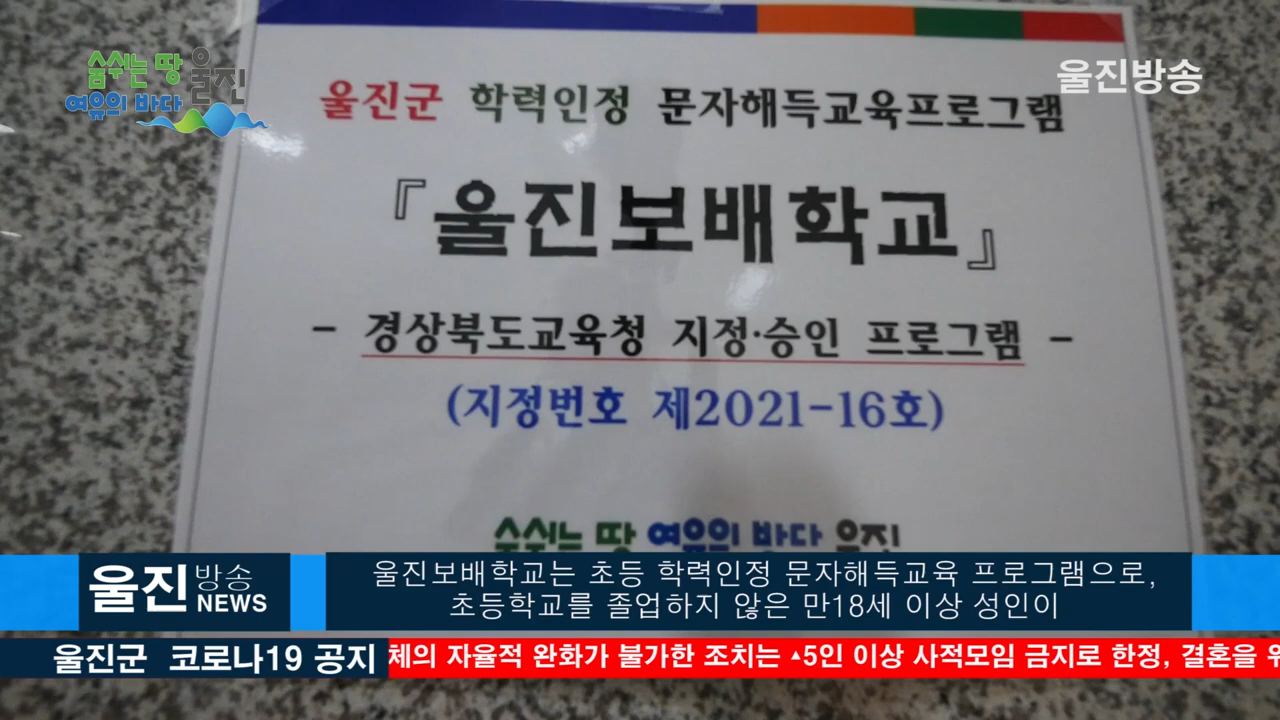 숨쉬는 땅 울진
여유의 바다
울진방송
울진군 학력인정 문자해득교육프로그램
『울진보배학교』
- 경상북도교육청 지정·승인 프로그램 -
(지정번호 제2021-16호)
숨쉬는 땅 여유의 바다 울진
울진방송 NEWS
울진보배학교는 초등 학력인정 문자해득교육 프로그램으로,
초등학교를 졸업하지 않은 만18세 이상 성인이
울진군 코로나19 공지
체의 자율적 완화가 불가한 조치는 ▲5인 이상 사적모임 금지로 한정, 결혼을